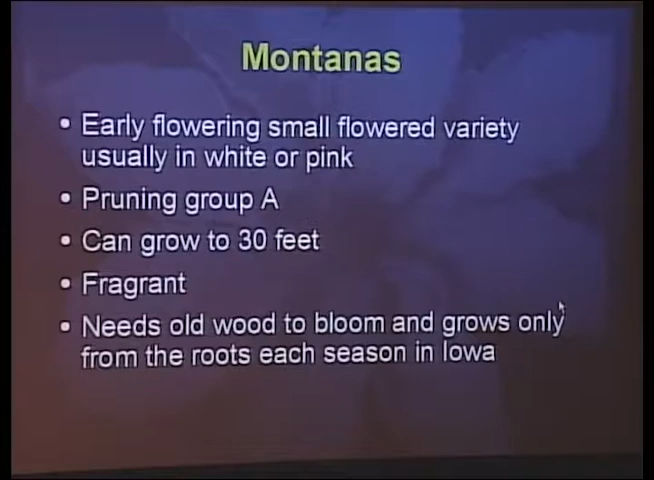 Montanas
• Early flowering small flowered variety
usually in white or pink
• Pruning group A
• Can grow to 30 feet
• Fragrant
• Needs old wood to bloom and grows only
from the roots each season in Iowa